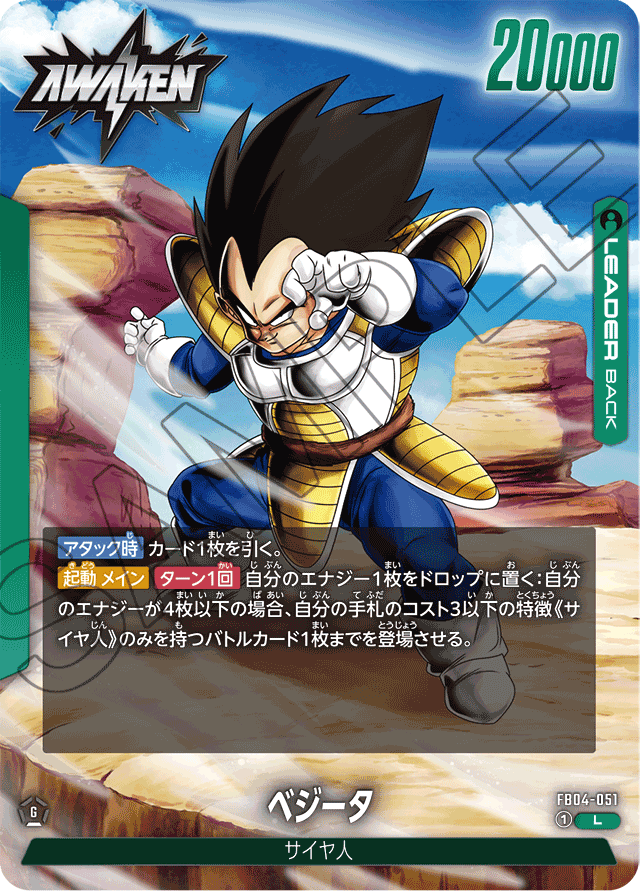 AWAKEN
20000
LEADER BACK
SAMPLE
アタック時 カード1枚を引く。
起動メイン ターン1回 自分のエナジー1枚をドロップに置く:自分
のエナジーが4枚以下の場合、自分の手札のコスト3以下の特徴《サ
イヤ人》のみを持つバトルカード1枚までを登場させる。
ベジータ
G
FB04-051
1 L
サイヤ人